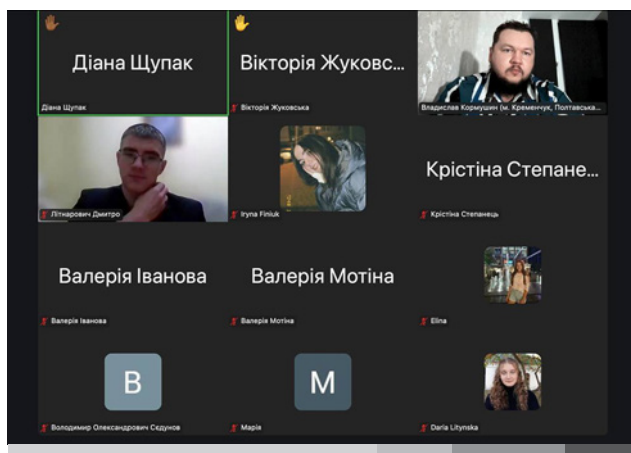 Діана Щупак
Діана Щупак
Вікторія Жуковс...
Вікторія Жуковська
Владислав Кормушин (м. Кременчук, Полтавська...
Літнарович Дмитро
Iryna Finiuk
Крістіна Степане...
Крістіна Степанець
Валерія Іванова
Валерія Іванова
Валерія Мотіна
Валерія Мотіна
Elina
В
Володимир Олександрович Сєдунов
М
Марія
Daria Litynska